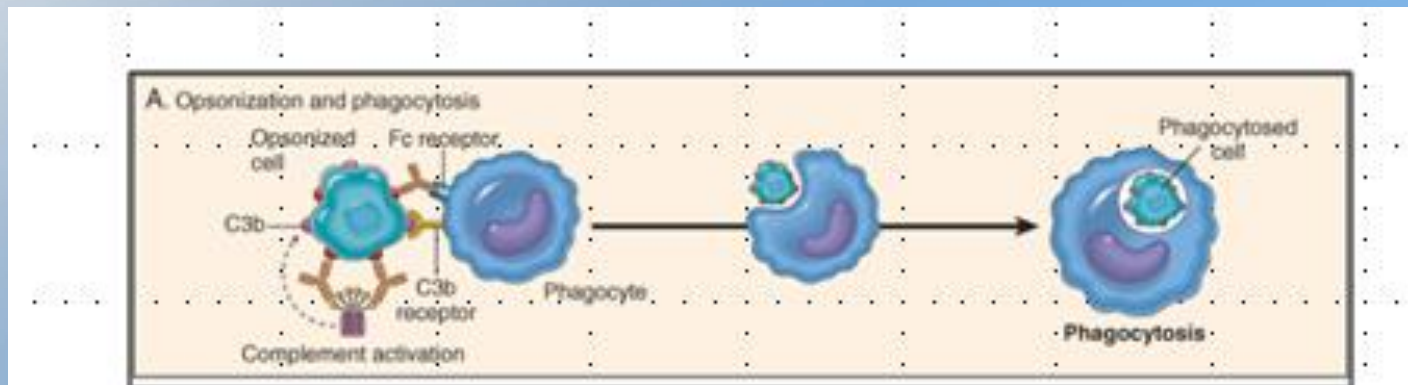 A. Opsonization and phagocytosis
Opsonized
cell
Fc receptor
C3b
C3b
receptor
Complement activation
Phagocyte
Phagocytosed
cell
Phagocytosis